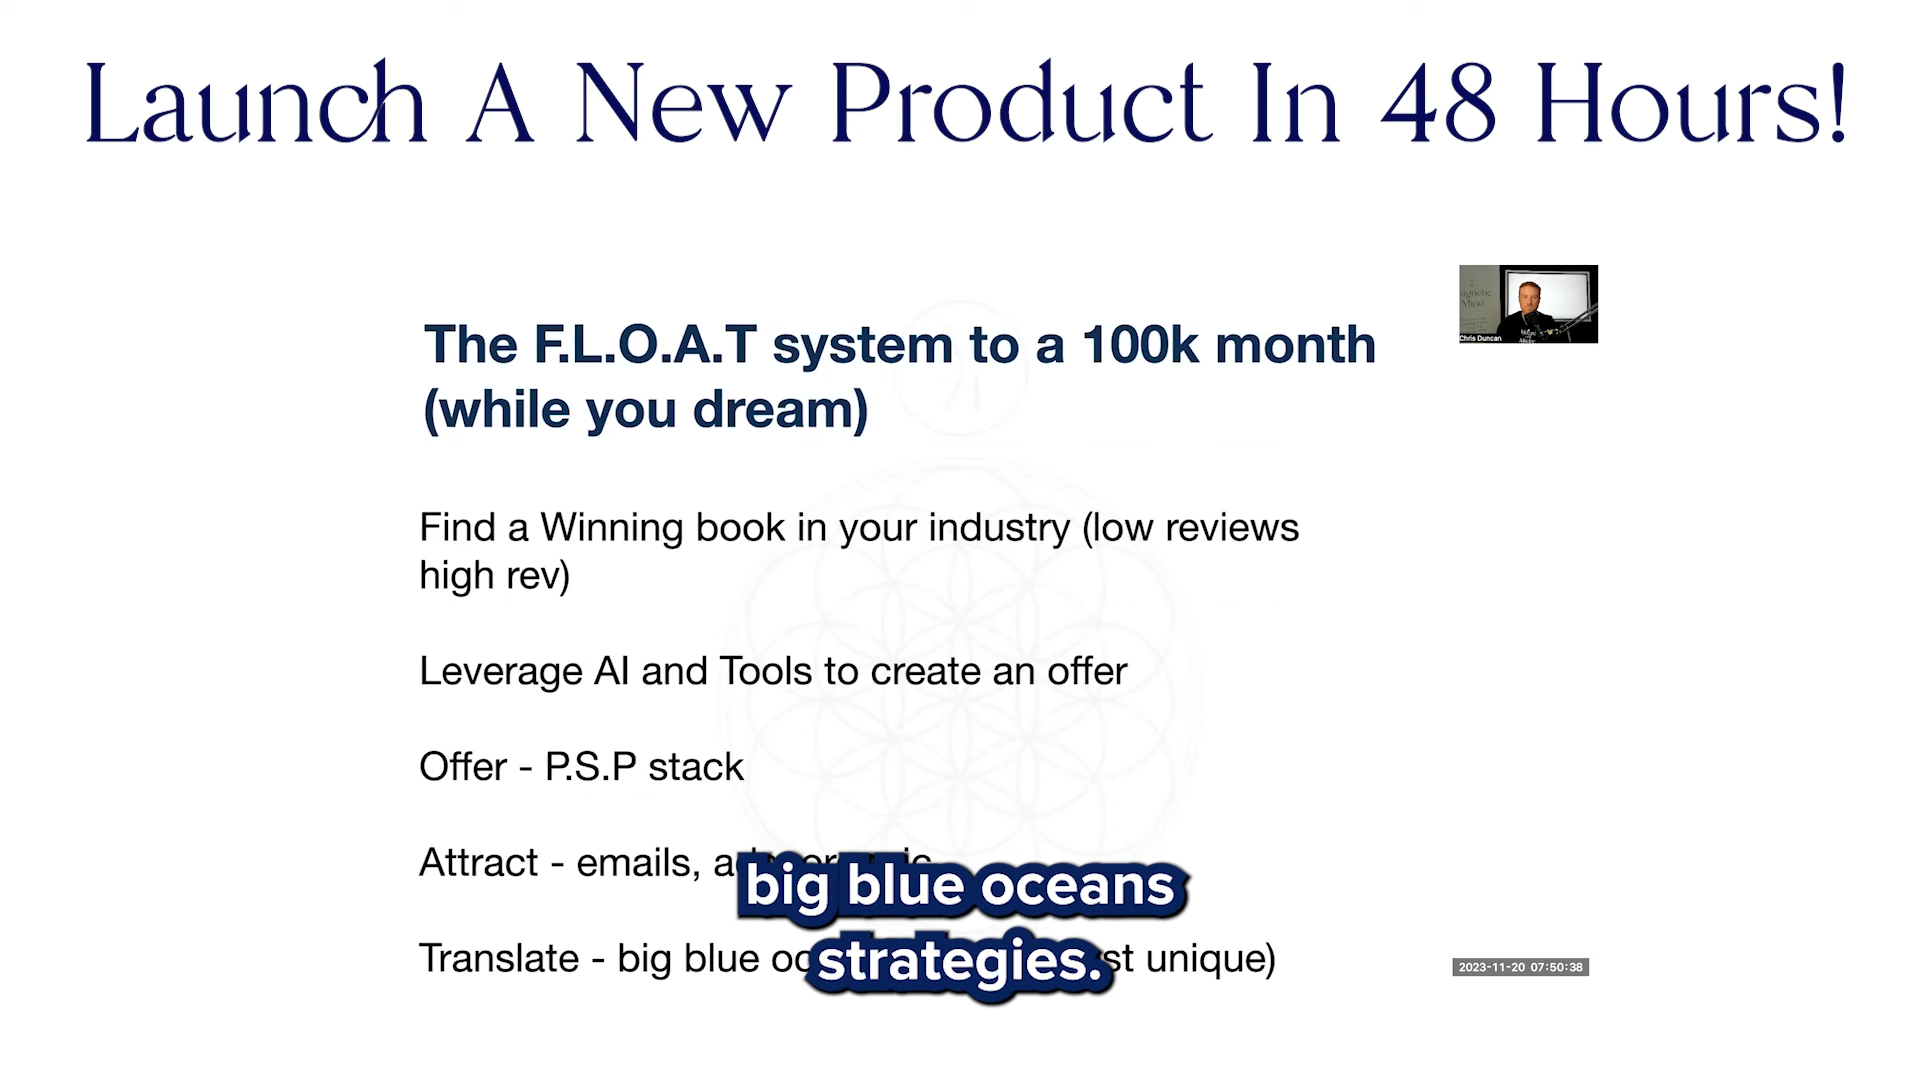 Launch A New Product In 48 Hours!
The F.L.O.A.T system to a 100k month
(while you dream)
Chris Duncan
Find a Winning book in your industry (low reviews
high rev)
Leverage AI and Tools to create an offer
Offer - P.S.P stack
Attract - emails,
big blue oceans
Translate - big blue
strategies.
unique)
2023-11-20 07:50:38